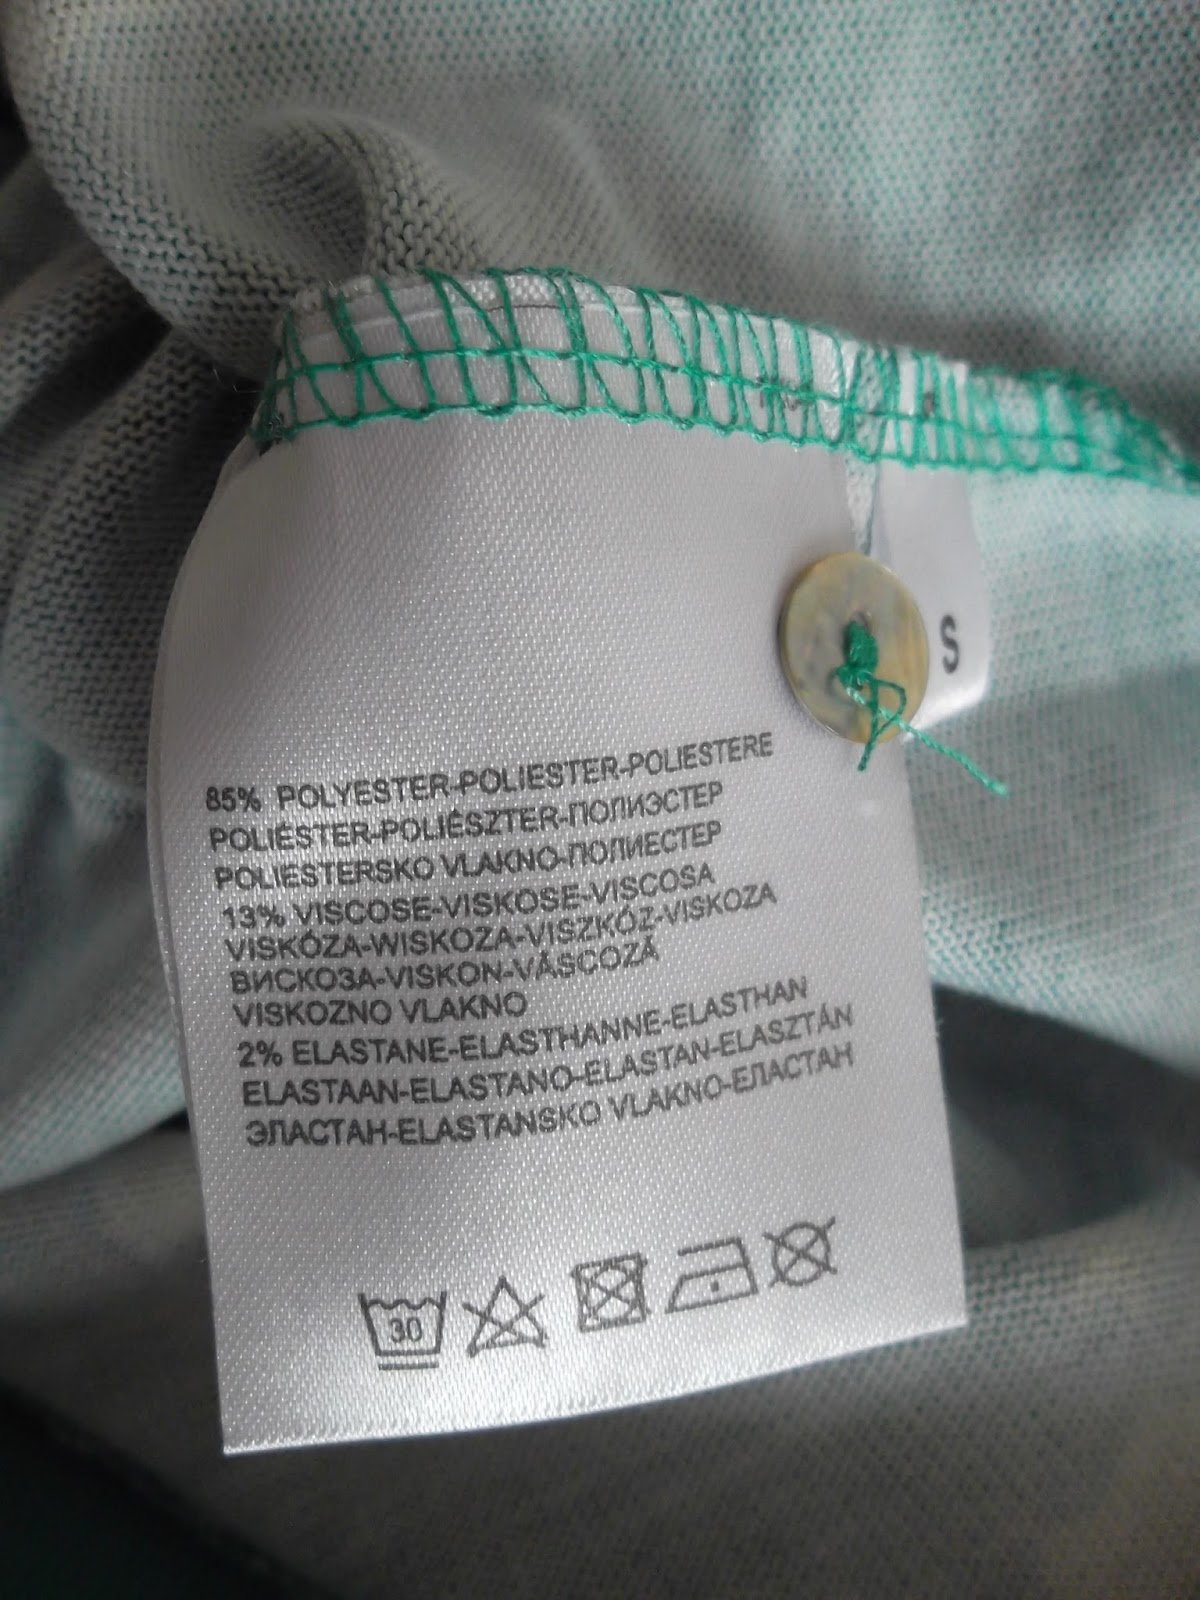 S
85% POLYESTER-POLIESTER-POLIESTERE
POLIÉSTER-POLIÉSZTER-ПОЛИЭСТЕР
POLIESTERSKO VLAKNO-ПОЛИЕСТЕР
13% VISCOSE-VISKOSE-VISCOSA
VISKÓZA-WISKOZA-VISZKÓZ-VISKOZA
ВИСКОЗА-VISKON-VÂSCOZĂ
VISKOZNO VLAKNO
2% ELASTANE-ELASTHANNE-ELASTHAN
ELASTAAN-ELASTANO-ELASTAN-ELASZTÁN
ЭЛАСТАН-ELASTANSKO VLAKNO-ЕЛАСТАН
30